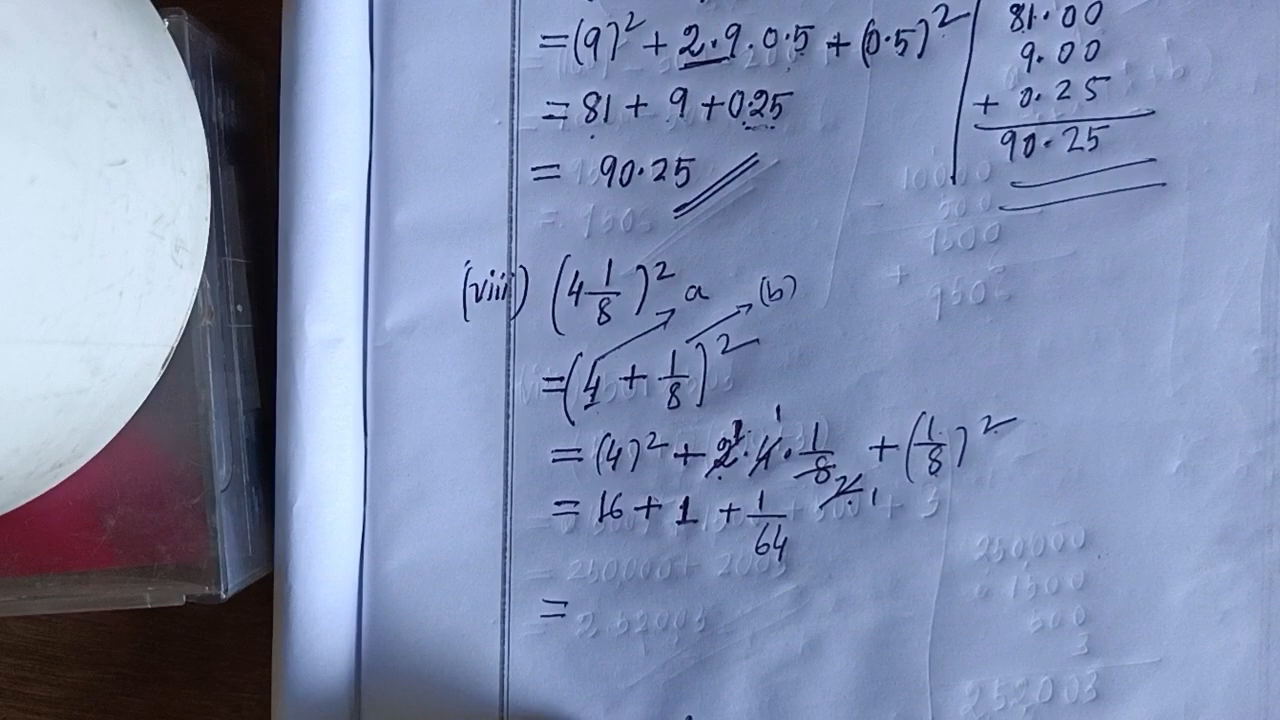 = (9)² + 2.9.0.5 + (0.5)²
= 81 + 9 + 0.25
= 90.25
81.00
9.00
+ 0.25
90.25
(viii) (4 1/8)²
a (b)
= (4 + 1/8)²
= (4)² + 2.4.1/8 + (1/8)²
= 16 + 1 + 1/64
=